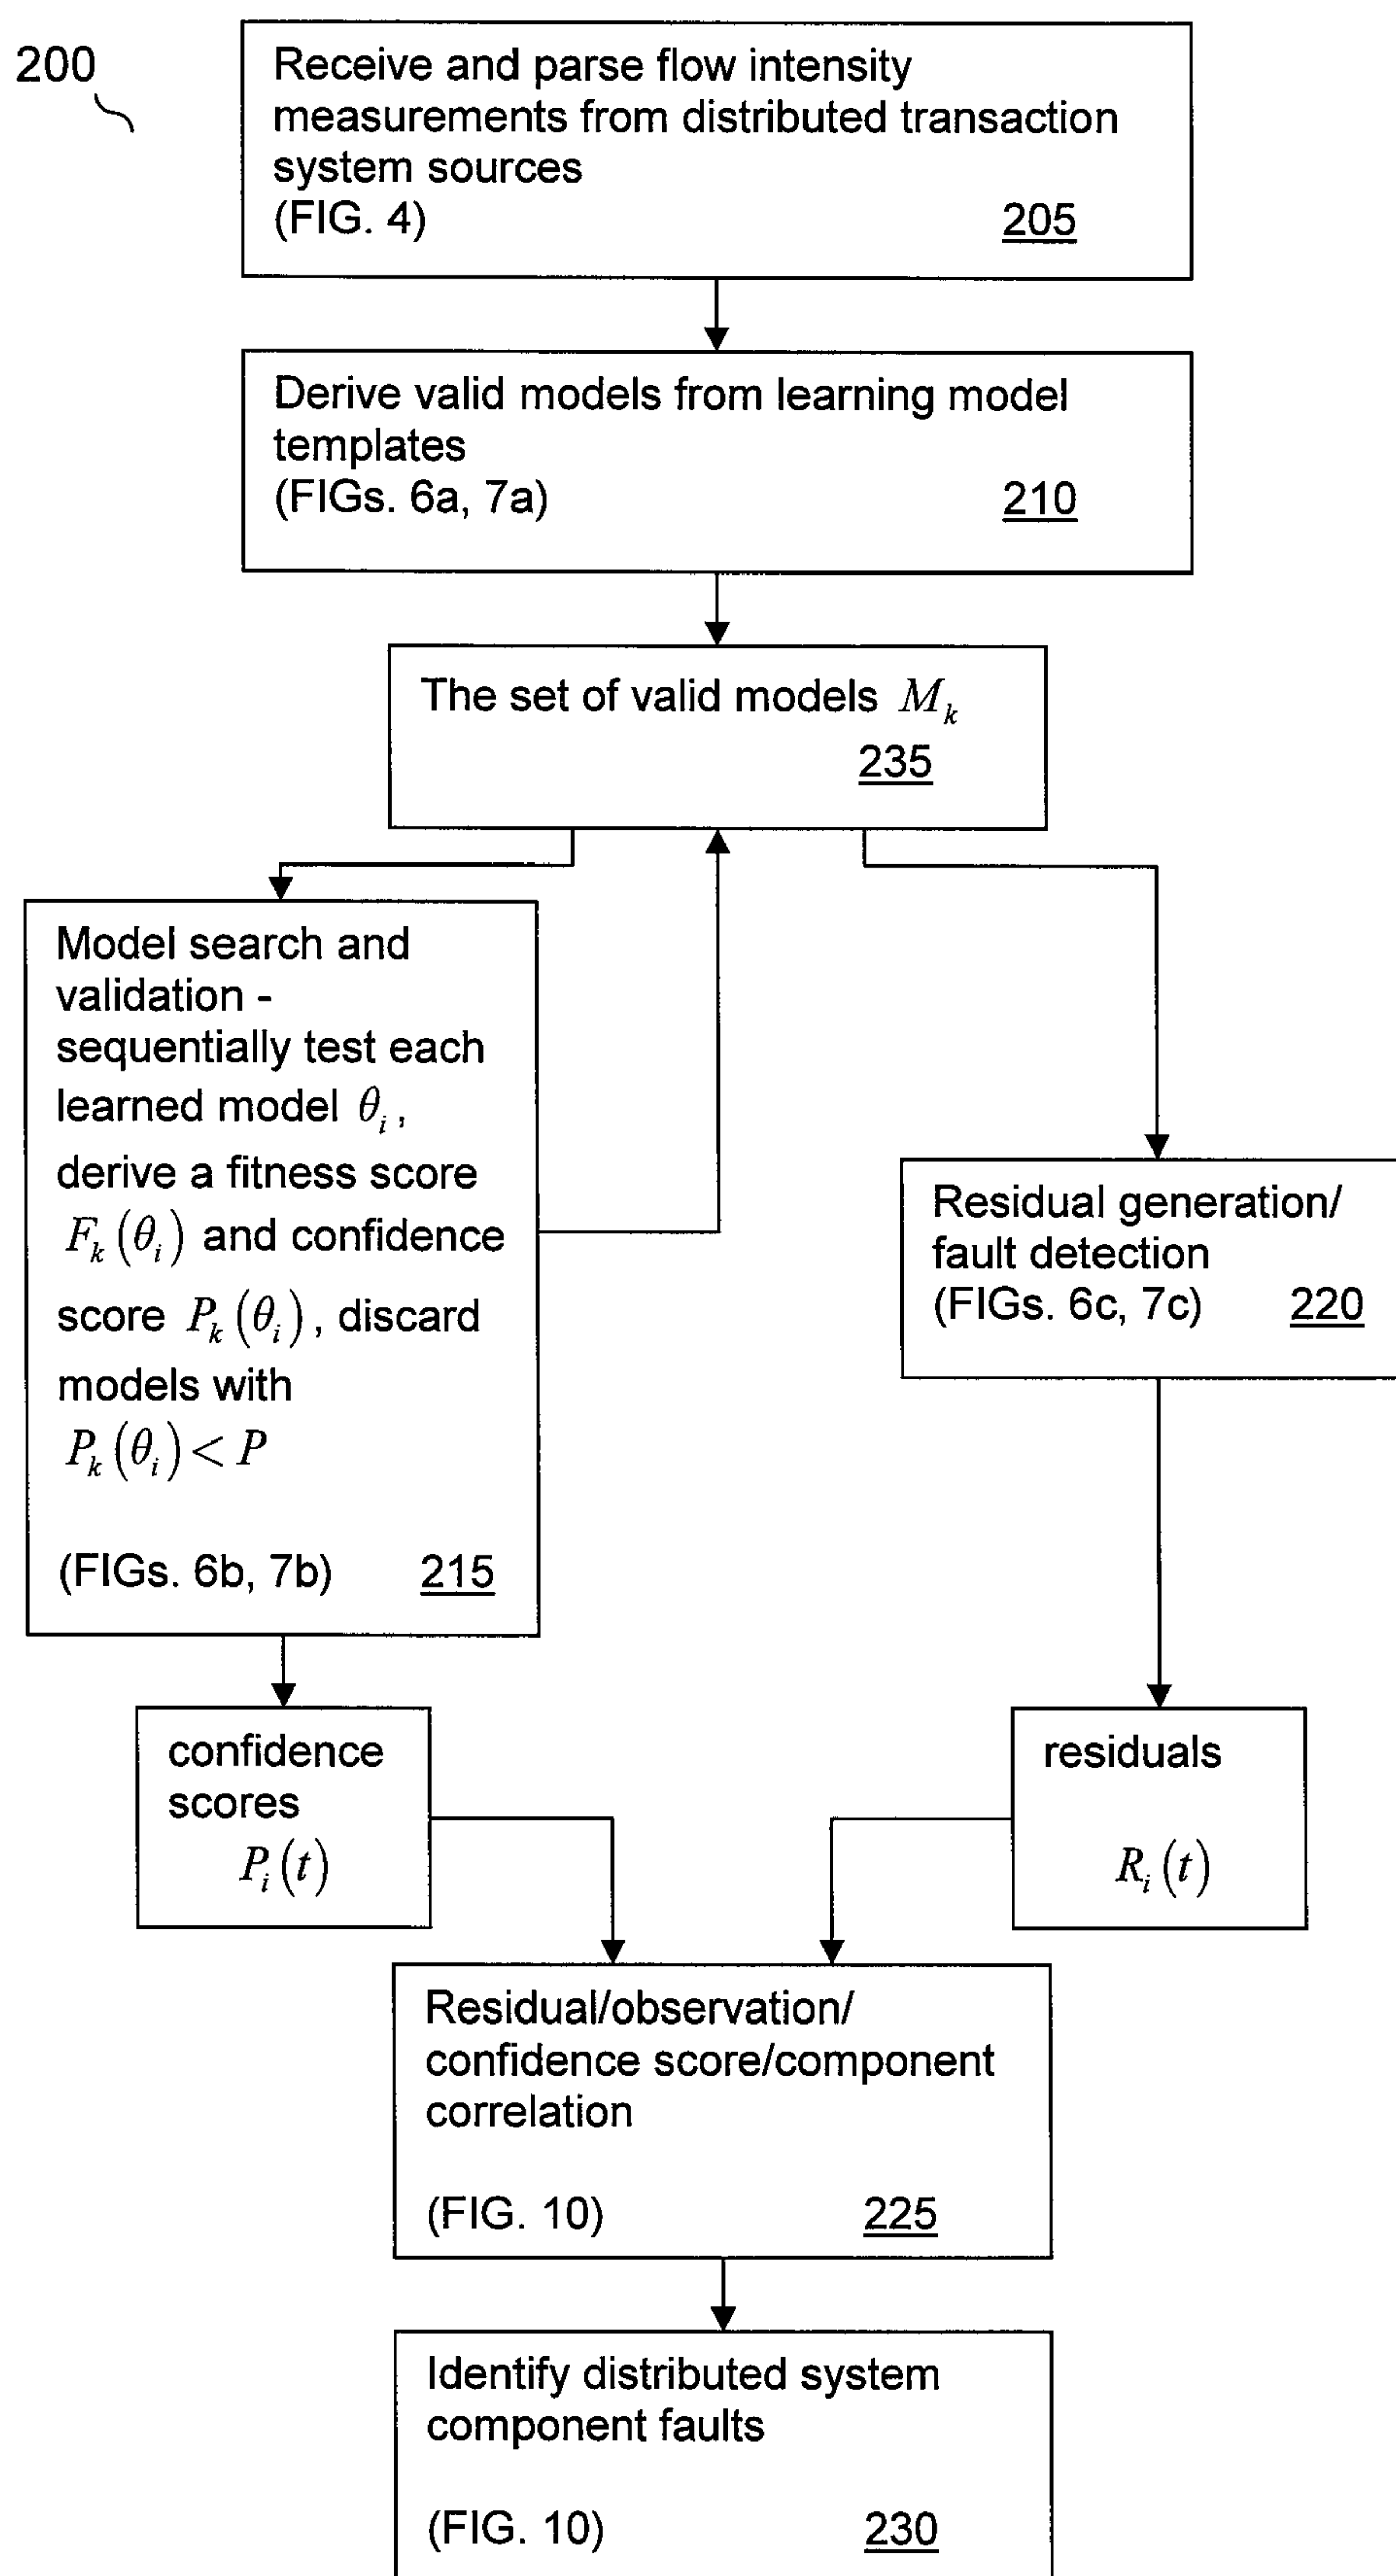 200
Receive and parse flow intensity
measurements from distributed transaction
system sources
(FIG. 4) 205
Derive valid models from learning model
templates
(FIGs. 6a, 7a) 210
The set of valid models M_k
235
Model search and
validation -
sequentially test each
learned model θ_i,
derive a fitness score
F_k(θ_i) and confidence
score P_k(θ_i), discard
models with
P_k(θ_i) < P
(FIGs. 6b, 7b) 215
Residual generation/
fault detection
(FIGs. 6c, 7c) 220
confidence
scores
P_i(t)
residuals
R_i(t)
Residual/observation/
confidence score/component
correlation
(FIG. 10) 225
Identify distributed system
component faults
(FIG. 10) 230